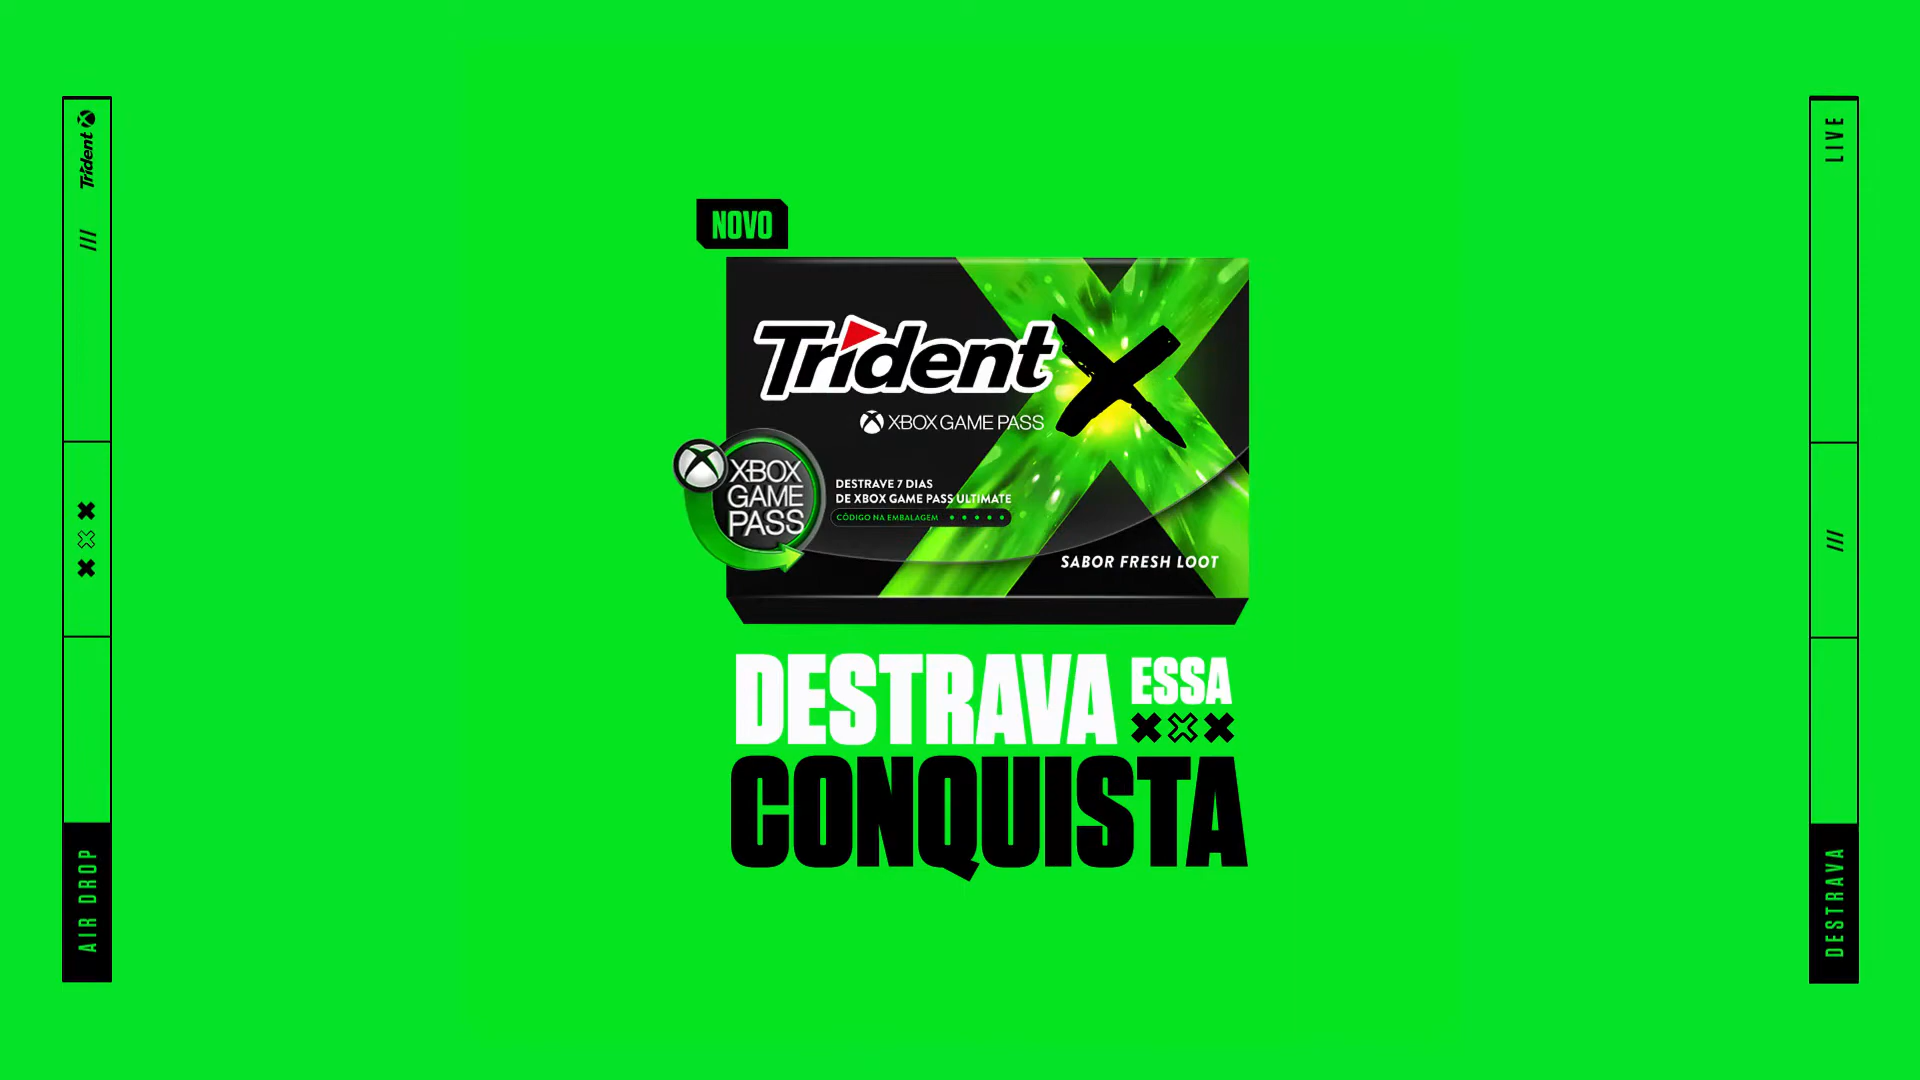 Trident
///
AIR DROP
NOVO
Trident X
XBOX GAME PASS
XBOX
GAME
PASS
DESTRAVE 7 DIAS
DE XBOX GAME PASS ULTIMATE
CÓDIGO NA EMBALAGEM
SABOR FRESH LOOT
DESTRAVA ESSA
CONQUISTA
LIVE
///
DESTRAVA